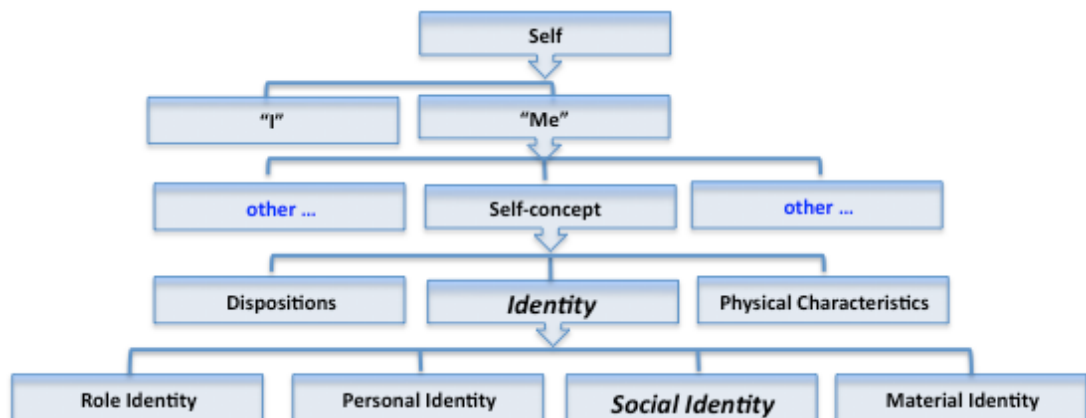 Self
“I”
“Me”
other ...
Self-concept
other ...
Dispositions
Identity
Physical Characteristics
Role Identity
Personal Identity
Social Identity
Material Identity